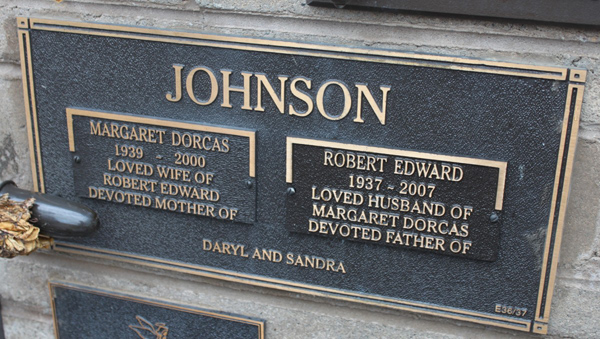 JOHNSON
MARGARET DORCAS
1939 ~ 2000
LOVED WIFE OF
ROBERT EDWARD
DEVOTED MOTHER OF
ROBERT EDWARD
1937 ~ 2007
LOVED HUSBAND OF
MARGARET DORCAS
DEVOTED FATHER OF
DARYL AND SANDRA
E36/37